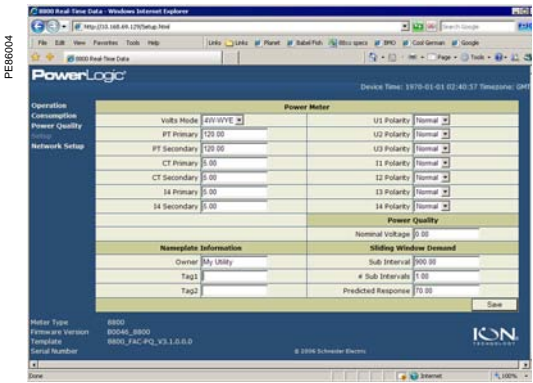 PE86004
8800 Real-Time Data - Windows Internet Explorer
http://10.168.69.129/Setup.html
Search Google
File Edit View Favorites Tools Help
Links
Planet
Babel Fish
Cool German
Google
8800 Real-Time Data
Page
Tools
PowerLogic
Device Time: 1970-01-01 02:40:57 Timezone: GMT
Operation
Consumption
Power Quality
Setup
Network Setup
Power Meter
Volts Mode 4W-WYE
U1 Polarity Normal
PT Primary 120.00
U2 Polarity Normal
PT Secondary 120.00
U3 Polarity Normal
CT Primary 5.00
I1 Polarity Normal
CT Secondary 5.00
I2 Polarity Normal
I4 Primary 5.00
I3 Polarity Normal
I4 Secondary 5.00
I4 Polarity Normal
Power Quality
Nominal Voltage 0.00
Nameplate Information
Sliding Window Demand
Owner My Utility
Sub Interval 900.00
Tag1
# Sub Intervals 1.00
Tag2
Predicted Response 70.00
Save
Meter Type 8800
Firmware Version 80046_8800
Template 8800_FAC-PQ_V3.1.0.0.0
Serial Number
© 2006 Schneider Electric
ION
TECHNOLOGY
Done
Internet
100%